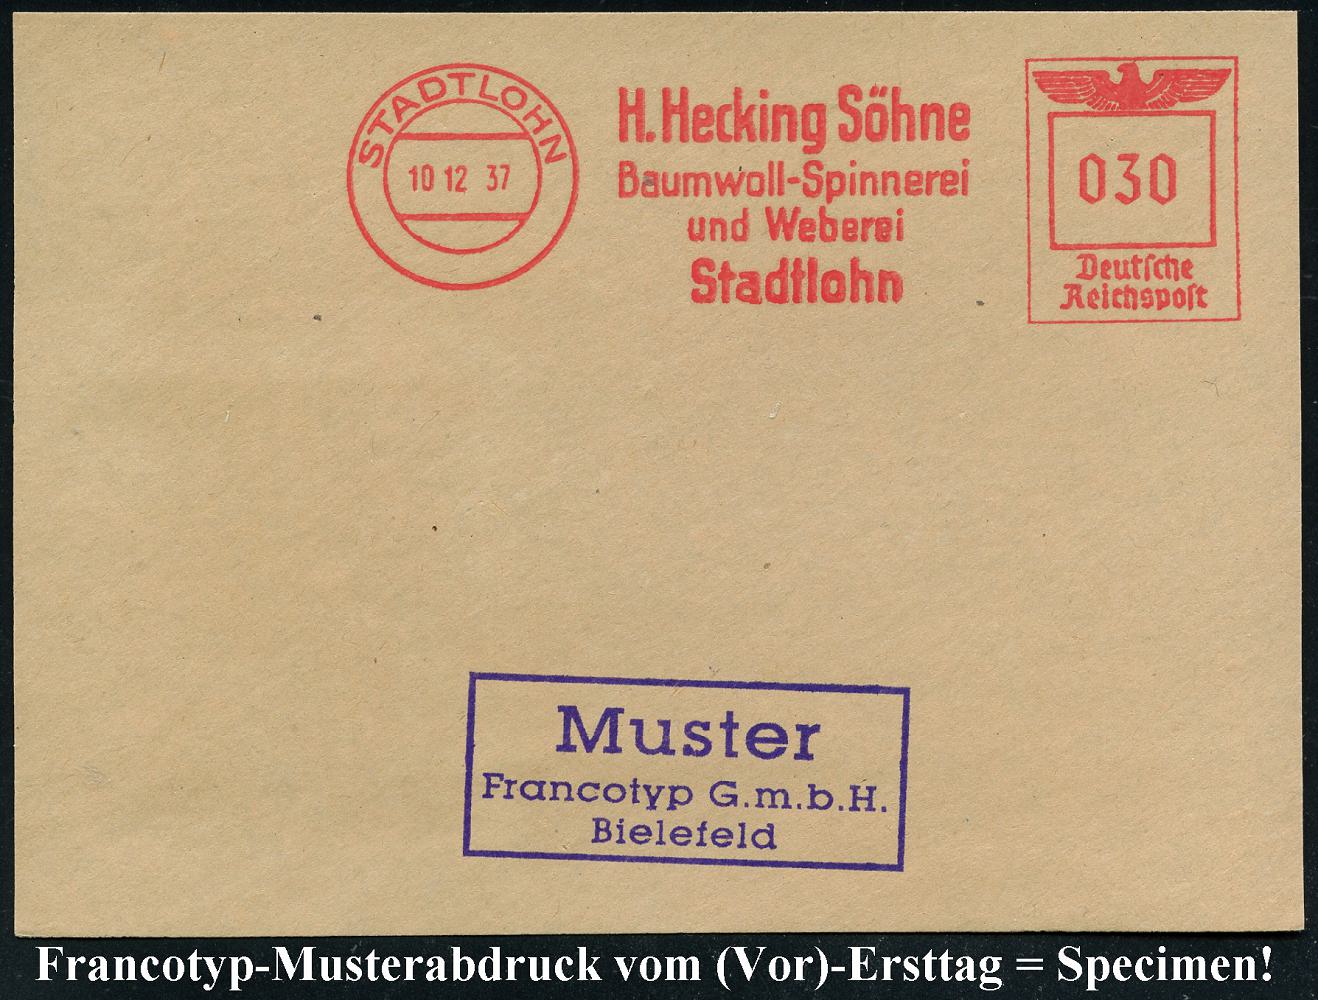 STADTLOHN
10 12 37
H. Hecking Söhne
Baumwoll-Spinnerei
und Weberei
Stadtlohn
030
Deutsche
Reichspost
Muster
Francotyp G.m.b.H.
Bielefeld
Francotyp-Musterabdruck vom (Vor)-Ersttag = Specimen!